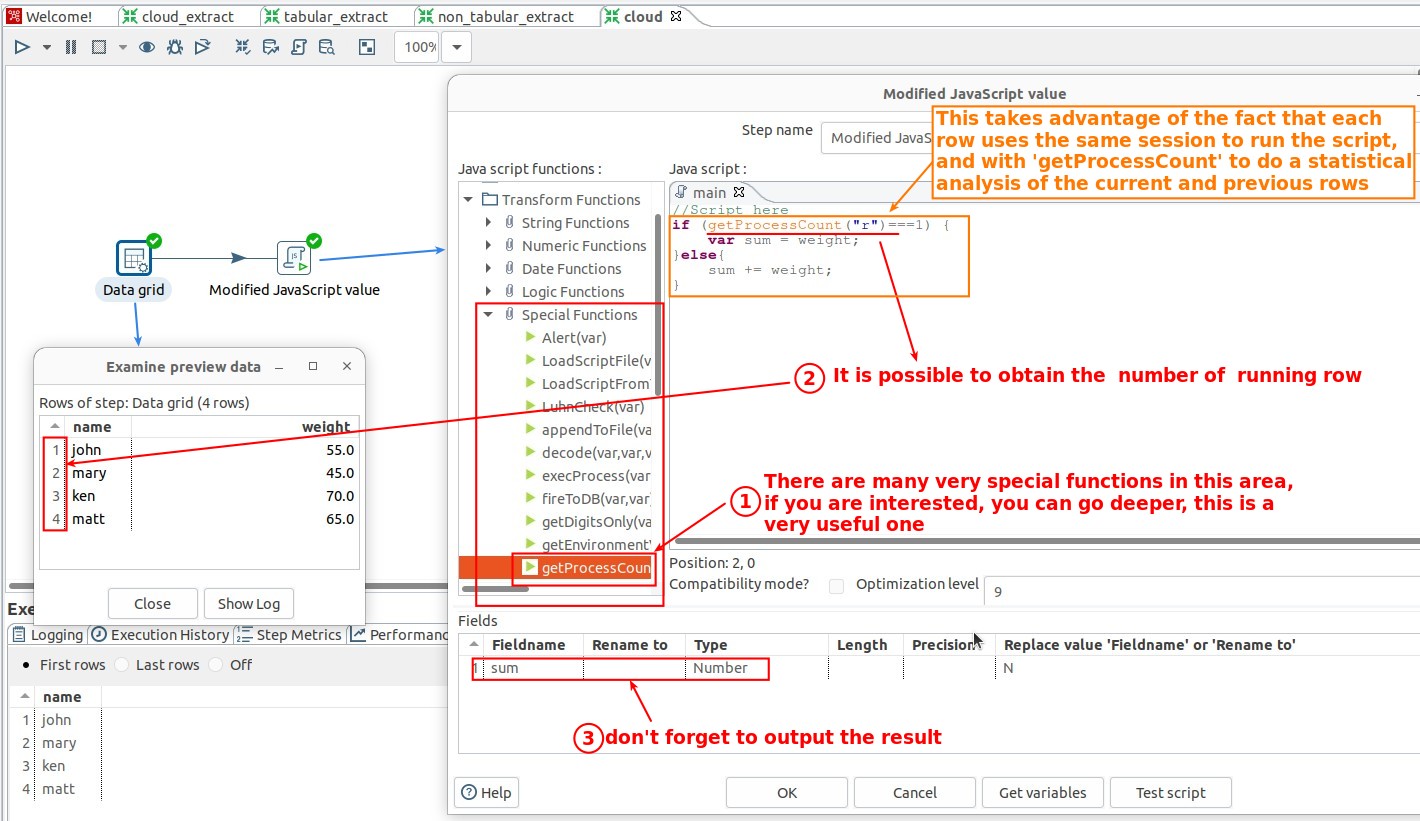 Welcome!
cloud_extract
tabular_extract
non_tabular_extract
cloud
100%
Modified JavaScript value
Step name
Modified JavaS
This takes advantage of the fact that each
row uses the same session to run the script,
and with 'getProcessCount' to do a statistical
analysis of the current and previous rows
Java script functions :
Java script :
Transform Functions
String Functions
Numeric Functions
Date Functions
Logic Functions
Special Functions
Alert(var)
LoadScriptFile(v
LoadScriptFrom
LuhnCheck(var)
appendToFile(va
decode(var,var,v
execProcess(var
fireToDB(var,var
getDigitsOnly(va
getEnvironment
getProcessCoun
main
//Script here
if (getProcessCount("r")===1) {
var sum = weight;
}else{
sum += weight;
}
Data grid
Modified JavaScript value
2 It is possible to obtain the number of running row
1 There are many very special functions in this area,
if you are interested, you can go deeper, this is a
very useful one
Examine preview data
Rows of step: Data grid (4 rows)
name weight
1 john 55.0
2 mary 45.0
3 ken 70.0
4 matt 65.0
Close
Show Log
Position: 2, 0
Compatibility mode?
Optimization level
9
Exe
Logging
Execution History
Step Metrics
Performanc
First rows
Last rows
Off
name
1 john
2 mary
3 ken
4 matt
Fields
Fieldname Rename to Type Length Precision Replace value 'Fieldname' or 'Rename to'
1 sum Number N
3 don't forget to output the result
Help
OK
Cancel
Get variables
Test script